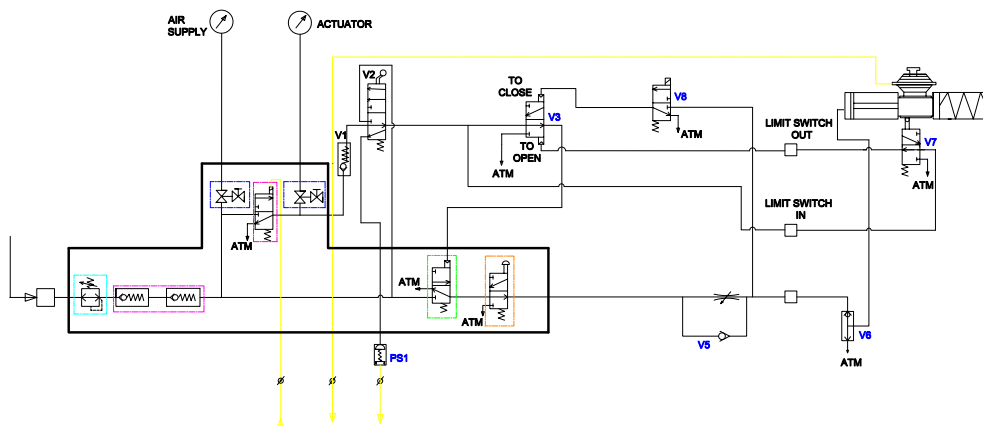 AIR
SUPPLY
ACTUATOR
V2
TO
CLOSE
V8
V3
ATM
V1
TO
OPEN
ATM
LIMIT SWITCH
OUT
V7
ATM
LIMIT SWITCH
IN
ATM
ATM
ATM
PS1
V5
V6
ATM